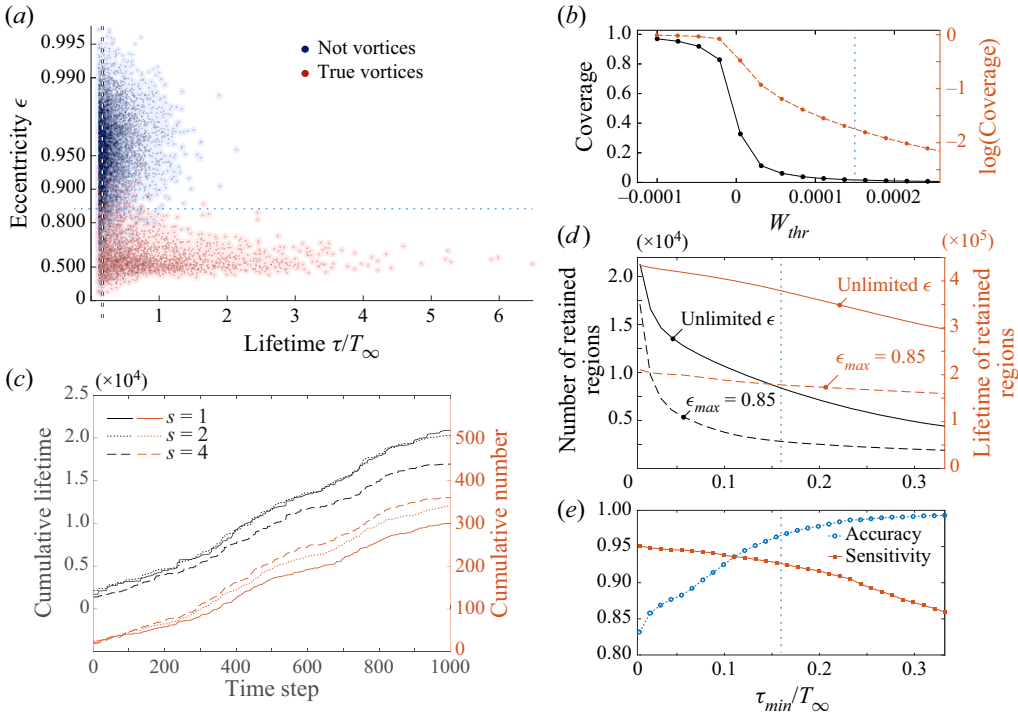 (a)
Eccentricity ϵ
0.995
0.990
0.950
0.900
0.800
0.500
0
Not vortices
True vortices
1 2 3 4 5 6
Lifetime τ/T∞
(b)
Coverage
1.0
0.8
0.6
0.4
0.2
0
−0.0001 0 0.0001 0.0002
W_thr
0
−1
−2
log(Coverage)
(c)
(×10⁴)
Cumulative lifetime
2.5
2.0
1.5
1.0
0.5
0
s = 1
s = 2
s = 4
0 200 400 600 800 1000
Time step
500
400
300
200
100
0
Cumulative number
(d)
(×10⁴)
(×10⁵)
Number of retained
regions
2.0
1.5
1.0
0.5
Unlimited ϵ
Unlimited ϵ
ϵ_max = 0.85
ϵ_max = 0.85
0 0.1 0.2 0.3
4
3
2
1
0
Lifetime of retained
regions
(e)
1.00
0.95
0.90
0.85
0.80
Accuracy
Sensitivity
0 0.1 0.2 0.3
τ_min/T∞